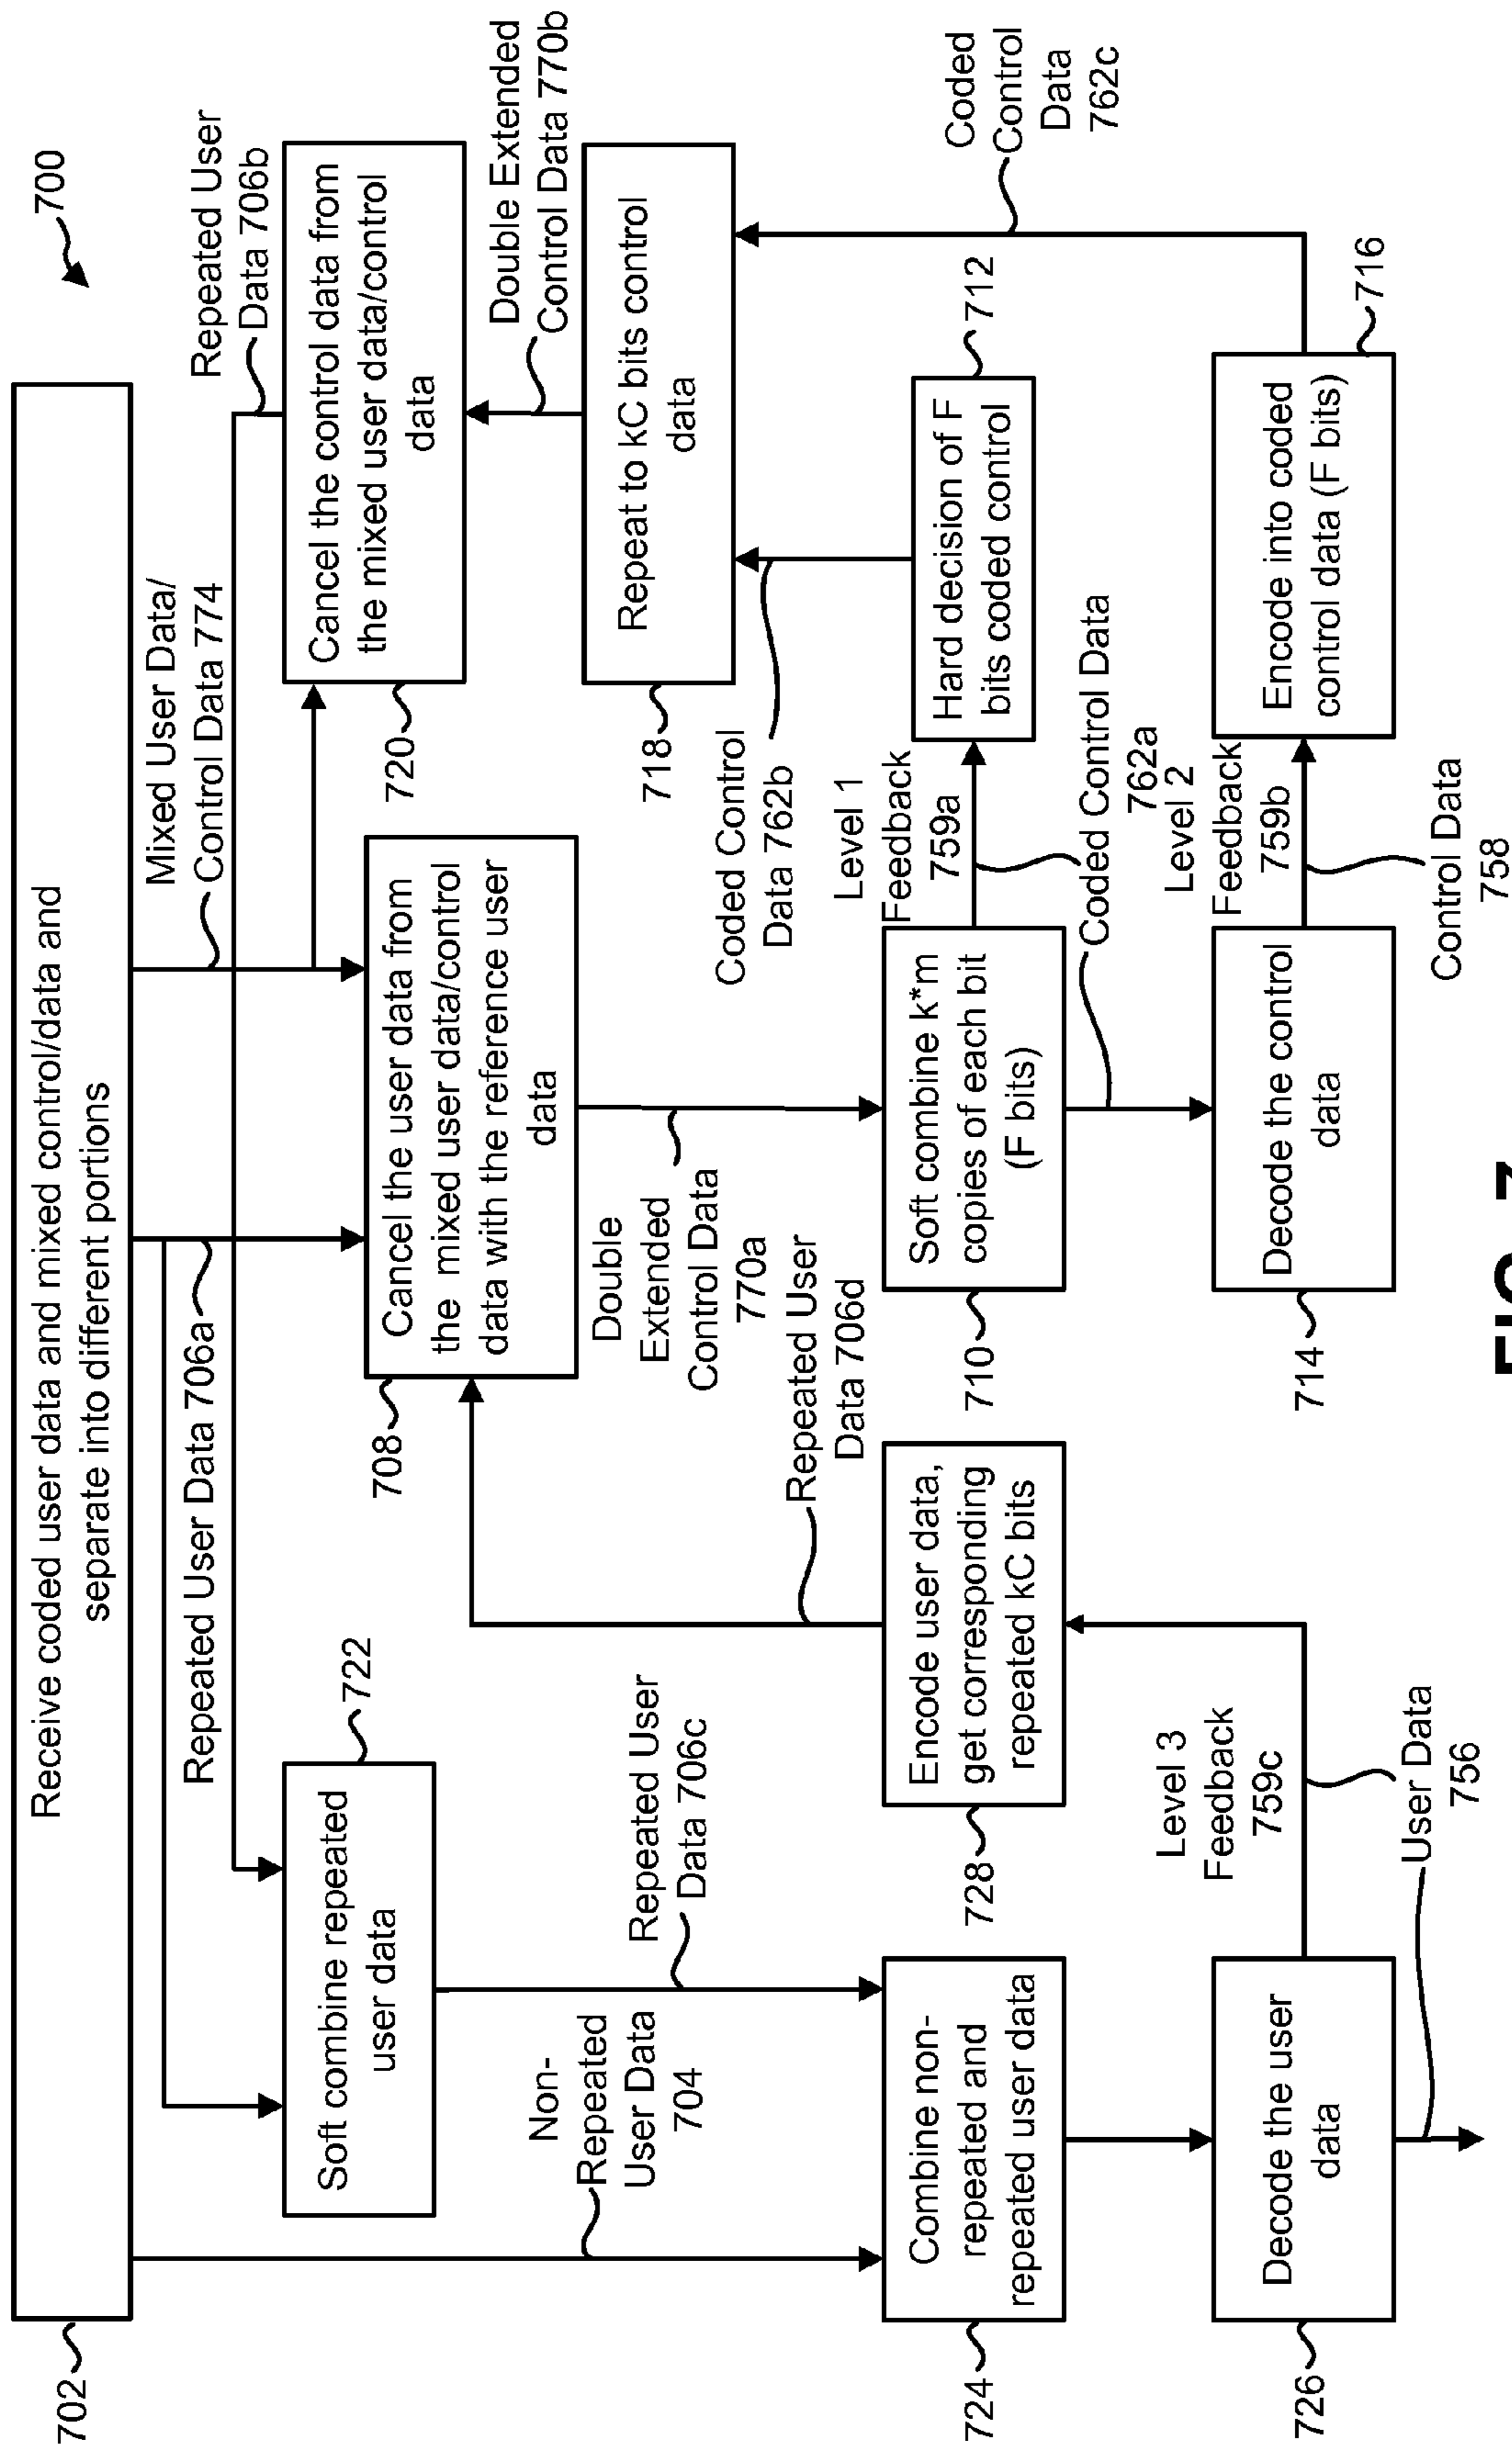 700
Receive coded user data and mixed control/data and
separate into different portions
702
Mixed User Data/
Control Data 774
Repeated User
Data 706b
Repeated User Data 706a
Soft combine repeated
user data
722
Cancel the user data from
the mixed user data/control
data with the reference user
data
708
Cancel the control data from
the mixed user data/control
data
720
Double Extended
Control Data 770b
Repeat to kC bits control
data
718
Non-
Repeated
User Data
704
Repeated User
Data 706c
Repeated User
Data 706d
Double
Extended
Control Data
770a
Coded Control
Data 762b
Coded
Control
Data
762c
Combine non-
repeated and
repeated user data
724
Encode user data,
get corresponding
repeated kC bits
728
Soft combine k*m
copies of each bit
(F bits)
710
Level 1
Feedback
759a
Hard decision of F
bits coded control
712
Coded Control Data
762a
Level 3
Feedback
759c
Level 2
Feedback
759b
Decode the user
data
726
Decode the control
data
714
Encode into coded
control data (F bits)
716
User Data
756
Control Data
758